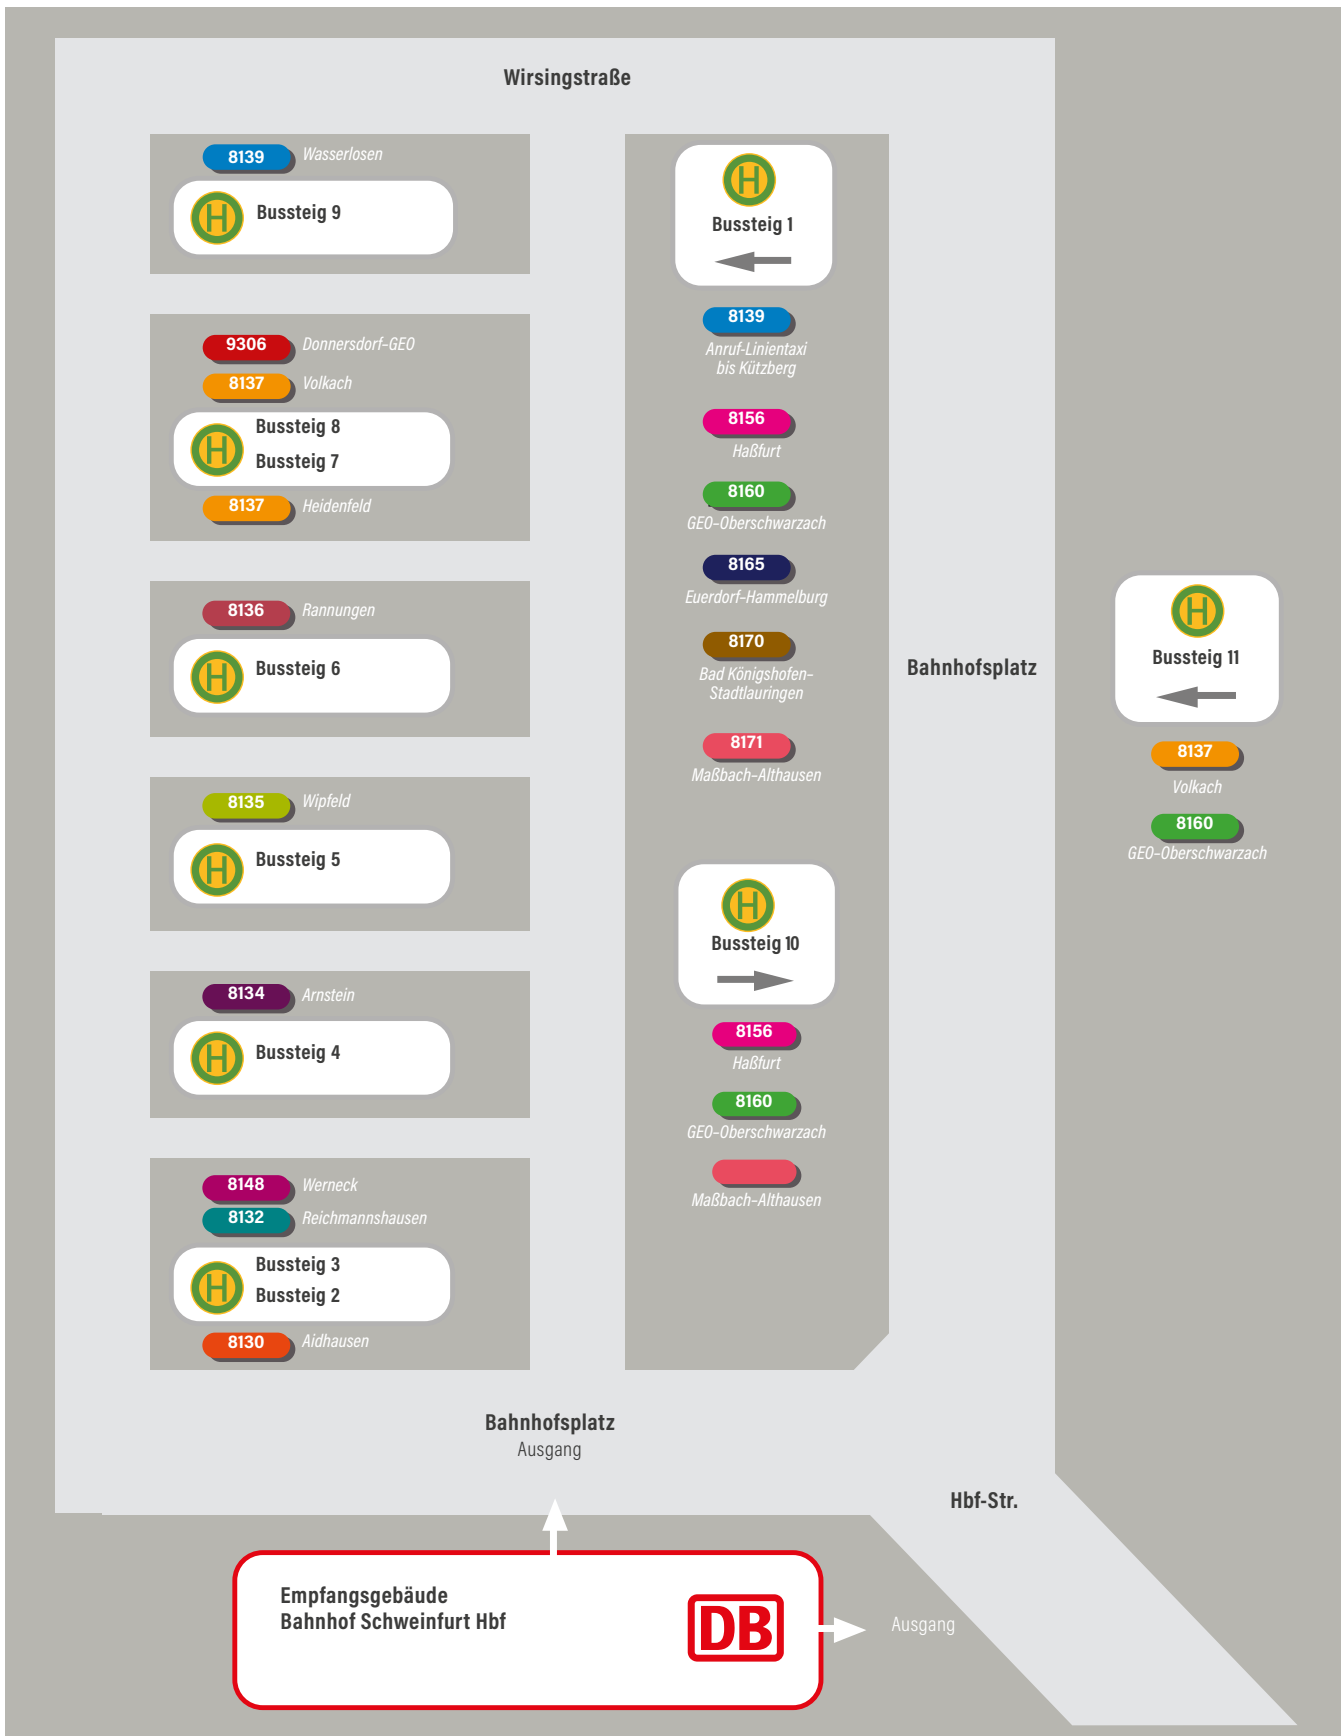 Wirsingstraße
8139 Wasserlosen
H
Bussteig 9
9306 Donnersdorf-GEO
8137 Volkach
H
Bussteig 8
Bussteig 7
8137 Heidenfeld
8136 Rannungen
H
Bussteig 6
8135 Wipfeld
H
Bussteig 5
8134 Arnstein
H
Bussteig 4
8148 Werneck
8132 Reichmannshausen
H
Bussteig 3
Bussteig 2
8130 Aidhausen
H
Bussteig 1
8139
Anruf-Linientaxi
bis Kützberg
8156
Haßfurt
8160
GEO-Oberschwarzach
8165
Euerdorf-Hammelburg
8170
Bad Königshofen-
Stadtlauringen
8171
Maßbach-Althausen
H
Bussteig 10
8156
Haßfurt
8160
GEO-Oberschwarzach
Maßbach-Althausen
Bahnhofsplatz
H
Bussteig 11
8137
Volkach
8160
GEO-Oberschwarzach
Bahnhofsplatz
Ausgang
Hbf-Str.
Empfangsgebäude
Bahnhof Schweinfurt Hbf
DB
Ausgang